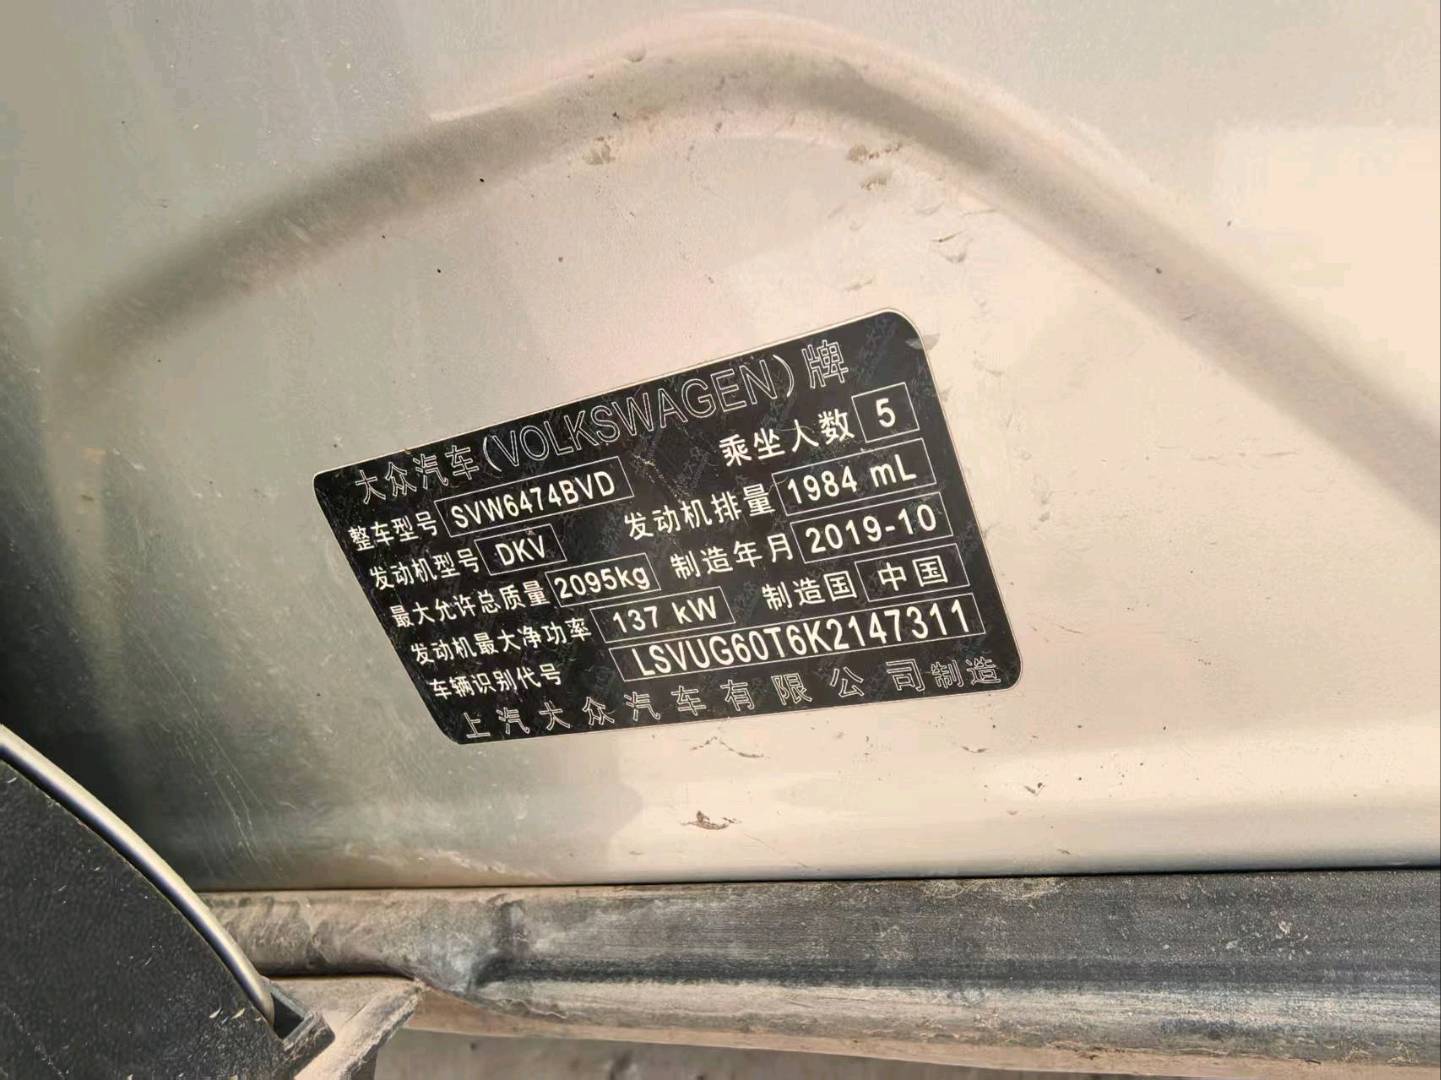 大众汽车(VOLKSWAGEN)牌
整车型号 SVW6474BVD 乘坐人数 5
发动机型号 DKV 发动机排量 1984 mL
最大允许总质量 2095kg 制造年月 2019-10
发动机最大净功率 137 kW 制造国 中国
车辆识别代号 LSVUG60T6K2147311
上汽大众汽车有限公司制造